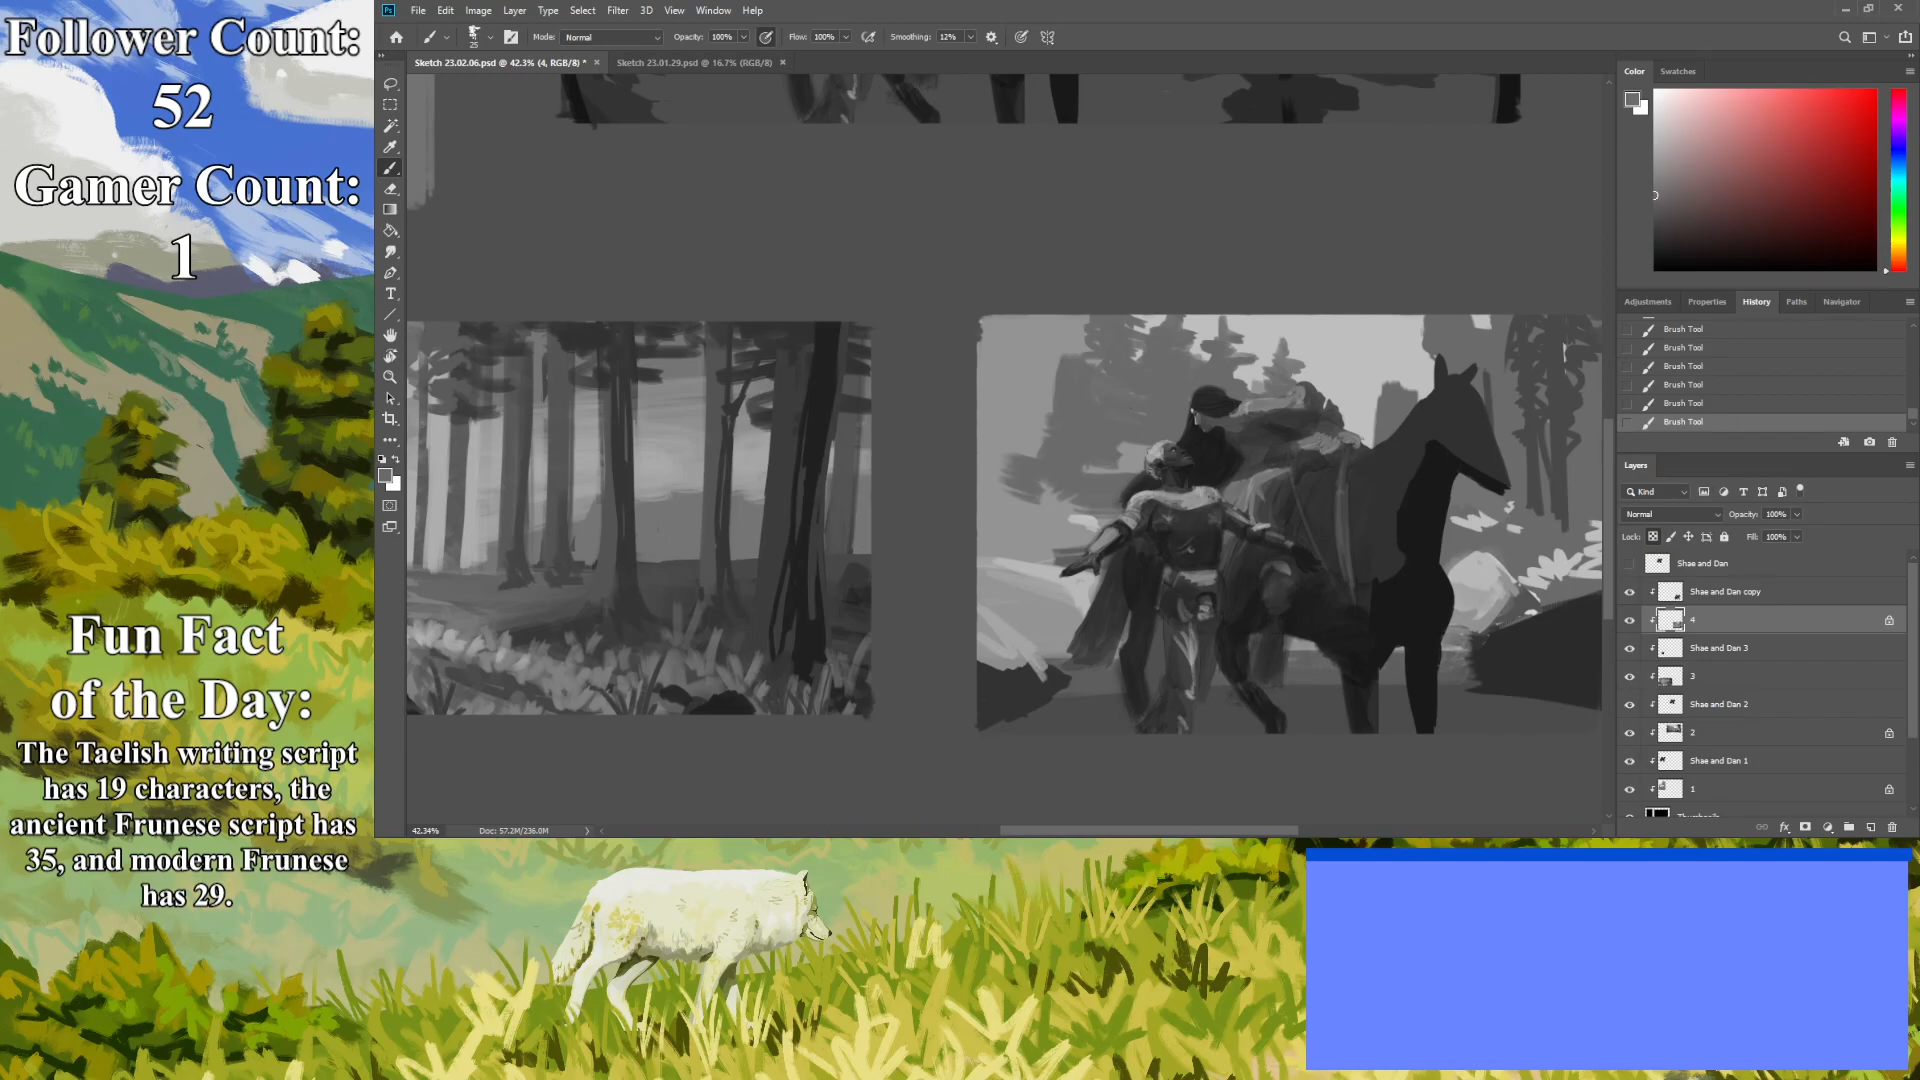 Follower Count:
52
Gamer Count:
1
Fun Fact
of the Day:
The Taelish writing script
has 19 characters, the
ancient Frunese script has
35, and modern Frunese
has 29.
Ps File Edit Image Layer Type Select Filter 3D View Window Help
25 Mode: Normal Opacity: 100% Flow: 100% Smoothing: 12%
Sketch 23.02.06.psd @ 42.3% (4, RGB/8) * × Sketch 23.01.29.psd @ 16.7% (RGB/8) ×
42.34% Doc: 57.2M/236.0M
Color Swatches
Adjustments Properties History Paths Navigator
Brush Tool
Brush Tool
Brush Tool
Brush Tool
Brush Tool
Brush Tool
Layers
Kind
Normal Opacity: 100%
Lock: Fill: 100%
Shae and Dan
Shae and Dan copy
4
Shae and Dan 3
3
Shae and Dan 2
2
Shae and Dan 1
1